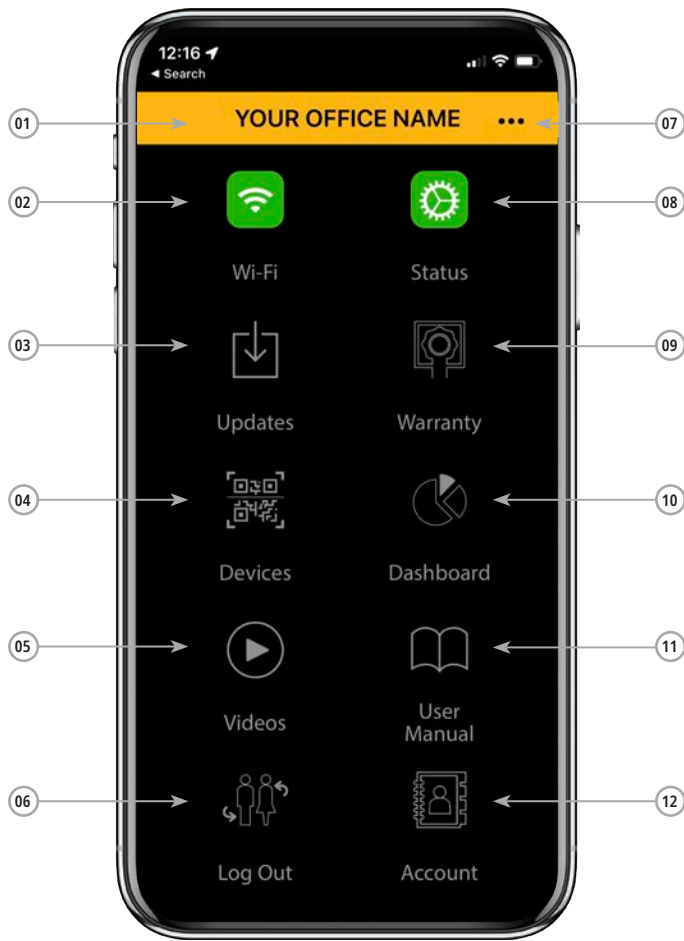 12:16
Search
01
YOUR OFFICE NAME
07
02
08
Wi-Fi
Status
03
09
Updates
Warranty
04
10
Devices
Dashboard
05
11
Videos
User
Manual
06
12
Log Out
Account